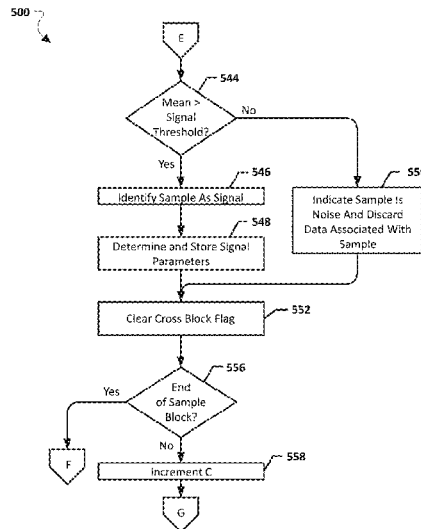 500
E
544
Mean >
Signal
Threshold?
No
Yes
546
Identify Sample As Signal
548
Determine and Store Signal
Parameters
Indicate Sample Is
Noise And Discard
Data Associated With
Sample
552
Clear Cross Block Flag
556
End
of Sample
Block?
Yes
No
F
558
Increment C
G